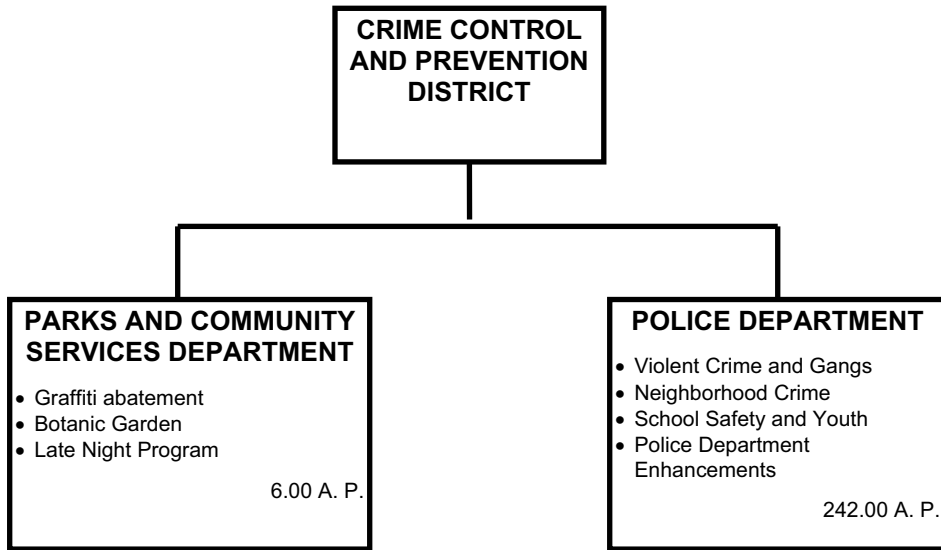 CRIME CONTROL
AND PREVENTION
DISTRICT
PARKS AND COMMUNITY
SERVICES DEPARTMENT
• Graffiti abatement
• Botanic Garden
• Late Night Program
6.00 A. P.
POLICE DEPARTMENT
• Violent Crime and Gangs
• Neighborhood Crime
• School Safety and Youth
• Police Department
Enhancements
242.00 A. P.